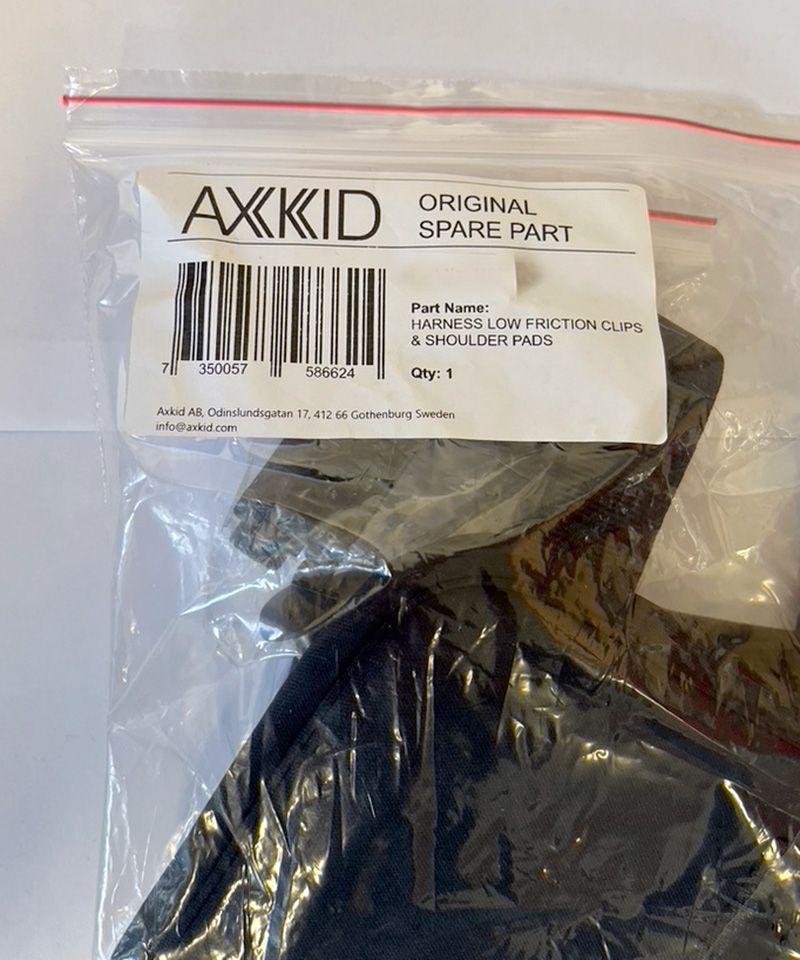 AXKID
ORIGINAL
SPARE PART
Part Name:
HARNESS LOW FRICTION CLIPS
& SHOULDER PADS
Qty: 1
7 350057 586624
Axkid AB, Odinslundsgatan 17, 412 66 Gothenburg Sweden
info@axkid.com